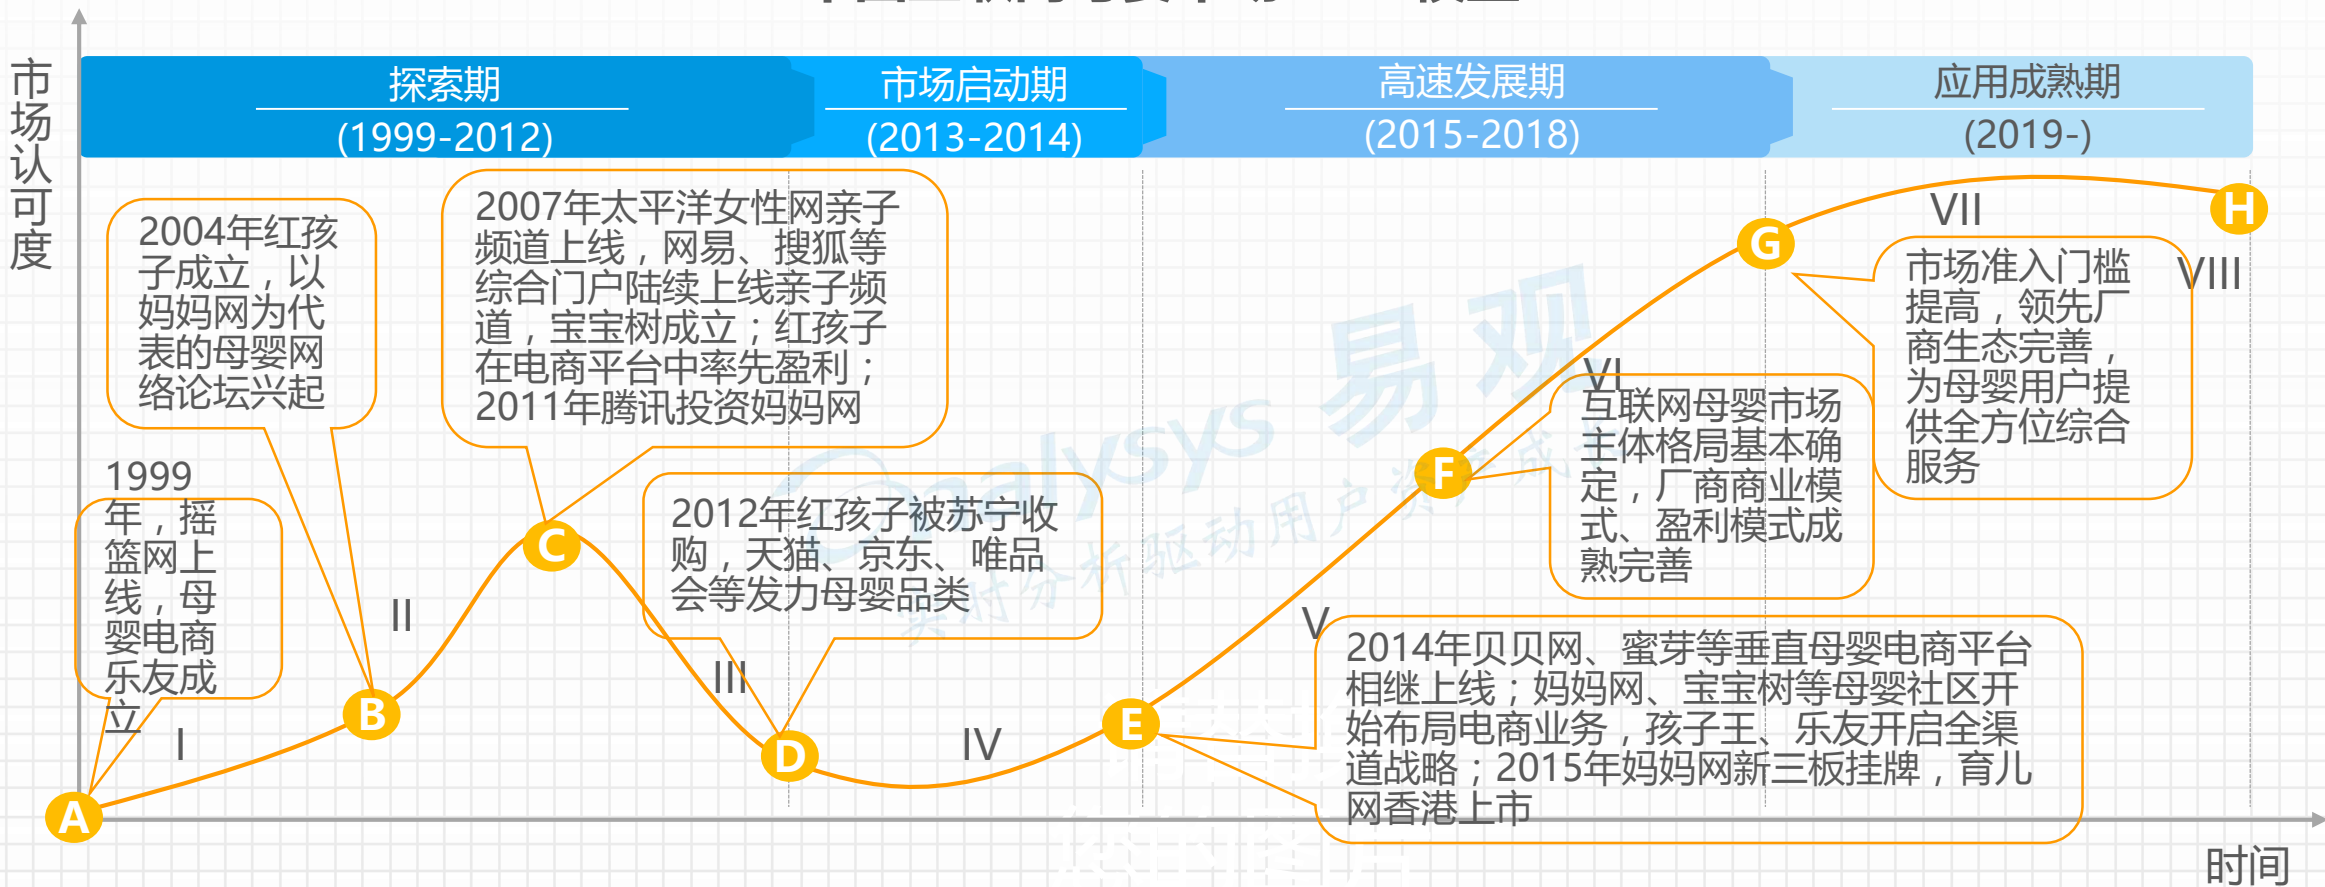 市场认可度
探索期
(1999-2012)
市场启动期
(2013-2014)
高速发展期
(2015-2018)
应用成熟期
(2019-)
1999
年，摇
篮网上
线，母
婴电商
乐友成
立
2004年红孩
子成立，以
妈妈网为代
表的母婴网
络论坛兴起
2007年太平洋女性网亲子
频道上线，网易、搜狐等
综合门户陆续上线亲子频
道，宝宝树成立；红孩子
在电商平台中率先盈利；
2011年腾讯投资妈妈网
2012年红孩子被苏宁收
购，天猫、京东、唯品
会等发力母婴品类
2014年贝贝网、蜜芽等垂直母婴电商平台
相继上线；妈妈网、宝宝树等母婴社区开
始布局电商业务，孩子王、乐友开启全渠
道战略；2015年妈妈网新三板挂牌，育儿
网香港上市
互联网母婴市场
主体格局基本确
定，厂商商业模
式、盈利模式成
熟完善
市场准入门槛
提高，领先厂
商生态完善，
为母婴用户提
供全方位综合
服务
A
I
B
II
C
III
D
IV
E
V
F
VI
G
VII
H
VIII
时间
analysys 易观
实时分析驱动用户资产成长